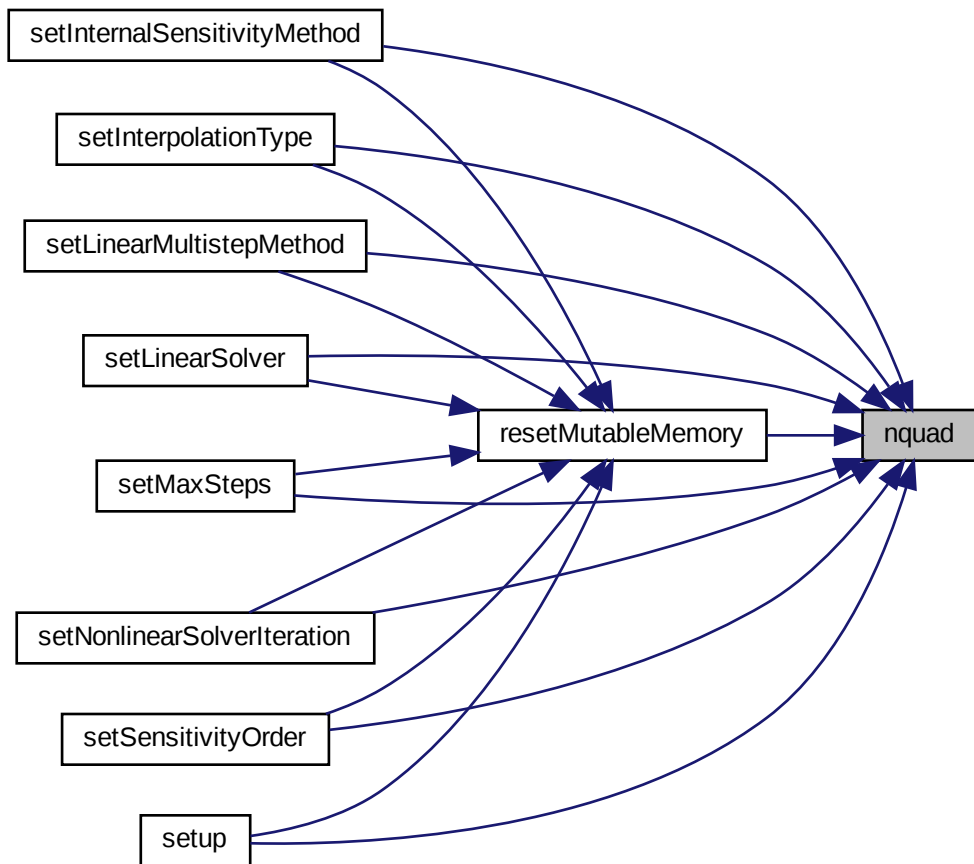 setInternalSensitivityMethod
setInterpolationType
setLinearMultistepMethod
setLinearSolver
resetMutableMemory
nquad
setMaxSteps
setNonlinearSolverIteration
setSensitivityOrder
setup